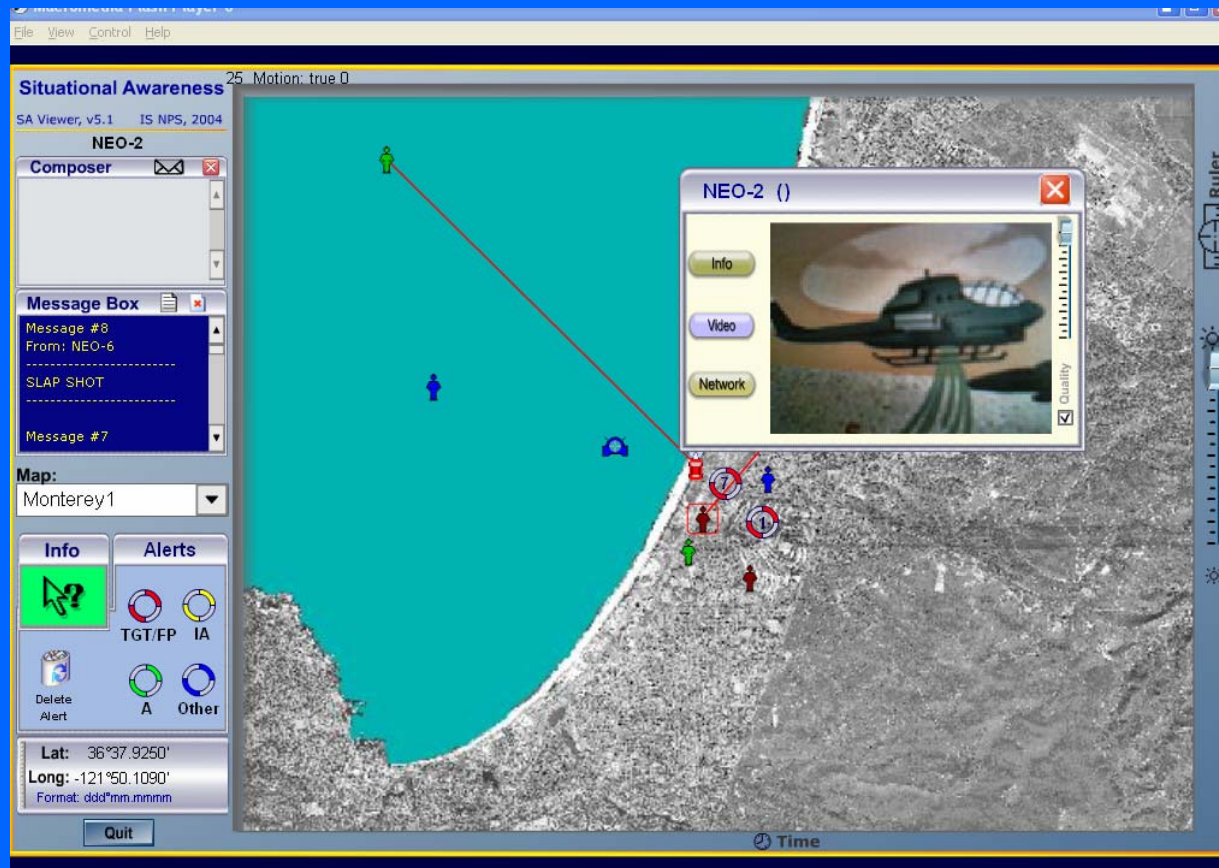 Macromedia Flash Player 6
File View Control Help
25 Motion: true 0
Situational Awareness
SA Viewer, v5.1 IS NPS, 2004
NEO-2
Composer
Message Box
Message #8
From: NEO-6
------------------------
SLAP SHOT
------------------------
Message #7
Map:
Monterey1
Info
Alerts
TGT/FP IA
Delete
Alert
A Other
Lat: 36°37.9250'
Long: -121°50.1090'
Format: ddd°mm.mmmm
Quit
NEO-2 ()
Info
Video
Network
Quality
7
1
Ruler
Time